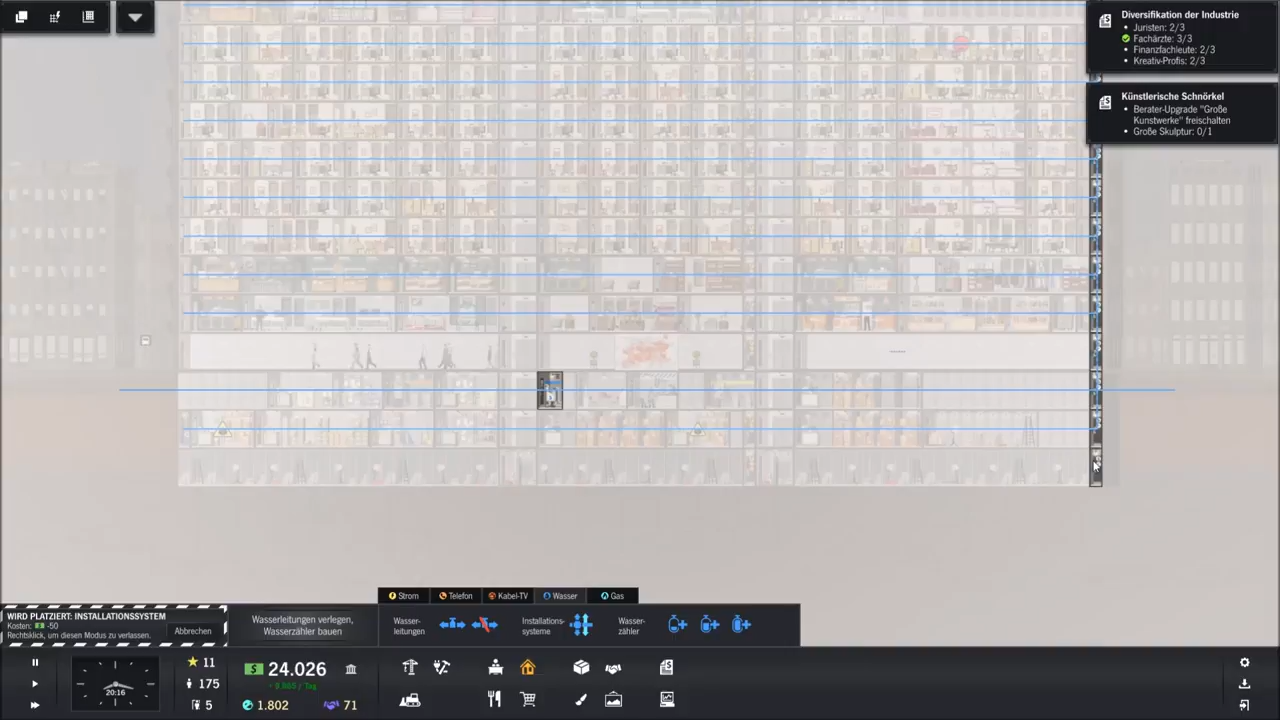 Diversifikation der Industrie
• Juristen: 2/3
Fachärzte: 3/3
• Finanzfachleute: 2/3
• Kreativ-Profis: 2/3
Künstlerische Schnörkel
• Berater-Upgrade "Große
Kunstwerke" freischalten
• Große Skulptur: 0/1
Strom
Telefon
Kabel-TV
Wasser
Gas
WIRD PLATZIERT: INSTALLATIONSSYSTEM
Kosten: -50
Rechtsklick, um diesen Modus zu verlassen.
Abbrechen
Wasserleitungen verlegen,
Wasserzähler bauen
Wasser-
leitungen
Installations-
systeme
Wasser-
zähler
20:16
11
175
5
24.026
1.802
71